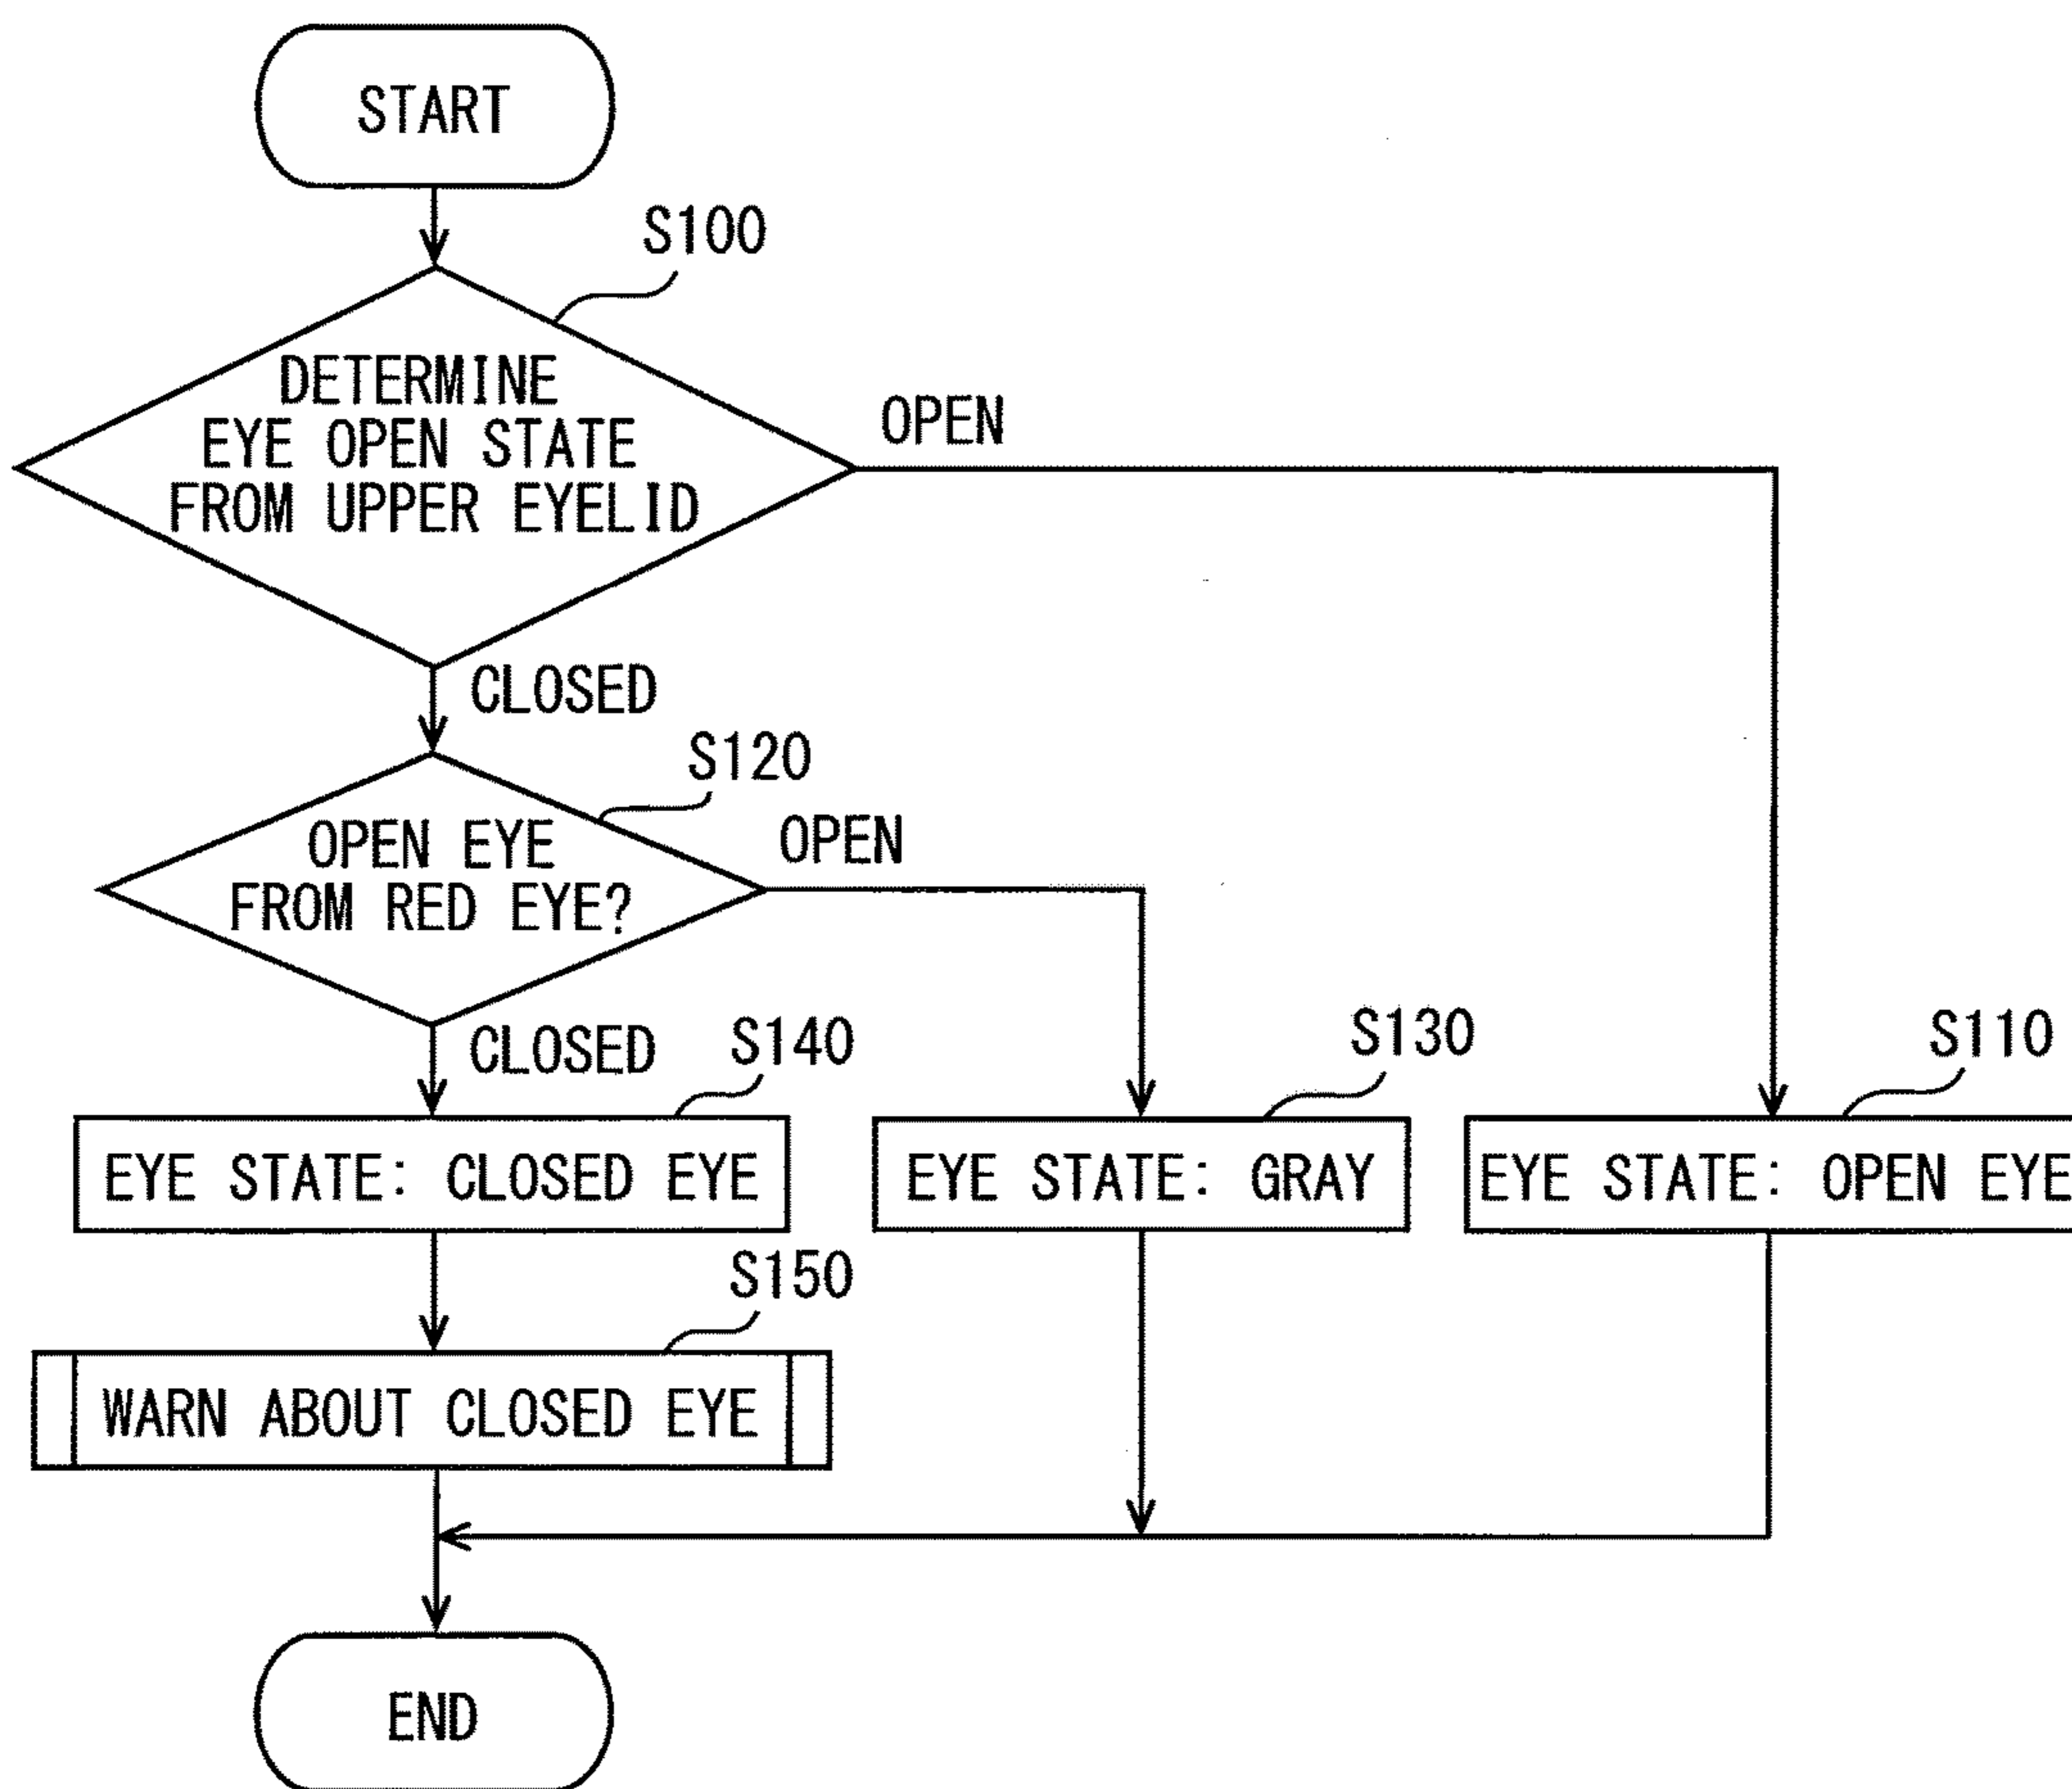 START
S100
DETERMINE
EYE OPEN STATE
FROM UPPER EYELID
OPEN
CLOSED
S120
OPEN EYE
FROM RED EYE?
OPEN
CLOSED
S140
S130
S110
EYE STATE: CLOSED EYE
EYE STATE: GRAY
EYE STATE: OPEN EYE
S150
WARN ABOUT CLOSED EYE
END